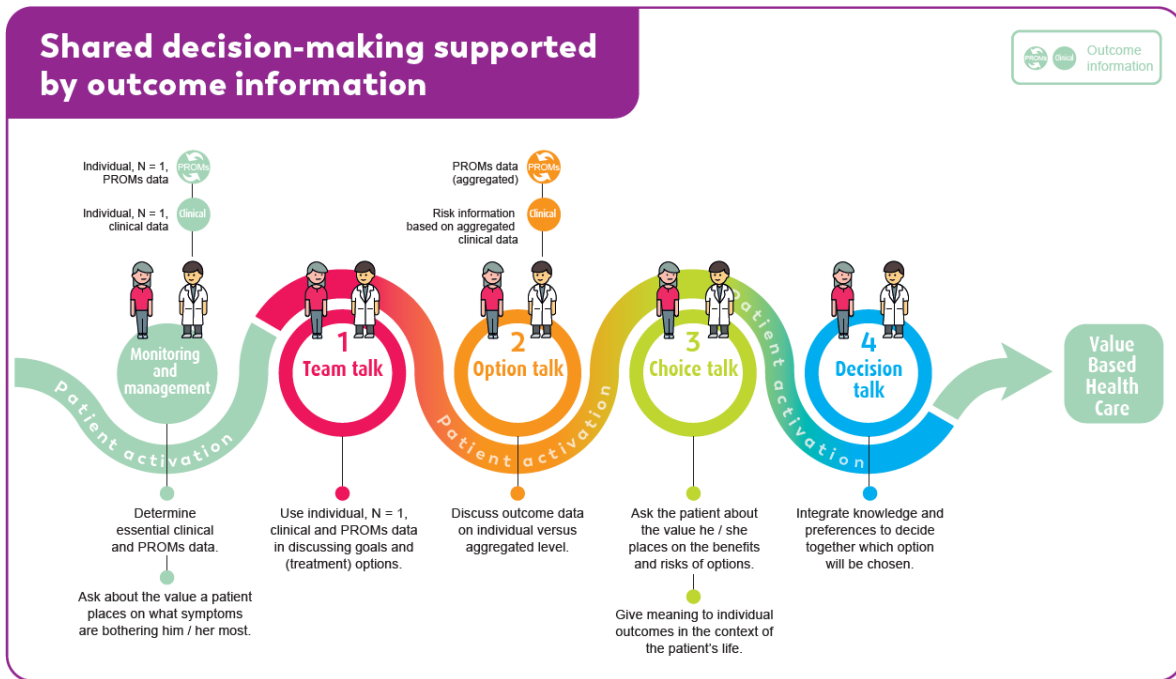 Shared decision-making supported
by outcome information
PROMs
Clinical
Outcome
information
Individual, N = 1,
PROMs data
PROMs
Individual, N = 1,
clinical data
Clinical
PROMs data
(aggregated)
PROMs
Risk information
based on aggregated
clinical data
Clinical
Monitoring
and
management
1
Team talk
2
Option talk
3
Choice talk
4
Decision
talk
Value
Based
Health
Care
Patient activation
Patient activation
Patient activation
Determine
essential clinical
and PROMs data.
Ask about the value a patient
places on what symptoms
are bothering him / her most.
Use individual, N = 1,
clinical and PROMs data
in discussing goals and
(treatment) options.
Discuss outcome data
on individual versus
aggregated level.
Ask the patient about
the value he / she
places on the benefits
and risks of options.
Give meaning to individual
outcomes in the context of
the patient's life.
Integrate knowledge and
preferences to decide
together which option
will be chosen.